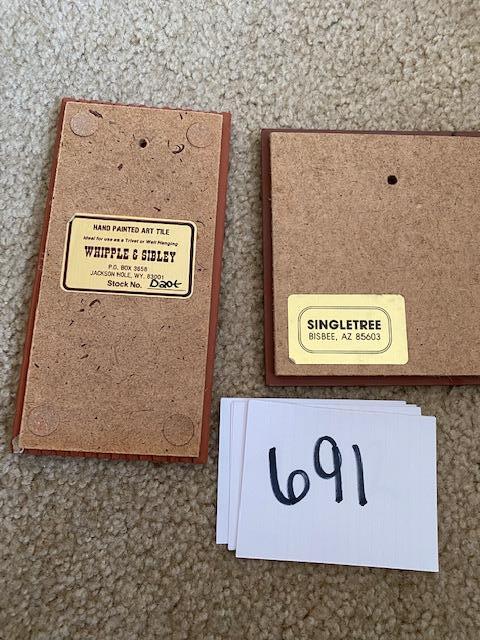 HAND PAINTED ART TILE
Ideal for use as a Trivet or Wall Hanging
WHIPPLE & SIBLEY
P.O. BOX 3658
JACKSON HOLE, WY. 83001
Stock No.
SINGLETREE
BISBEE, AZ 85603
691